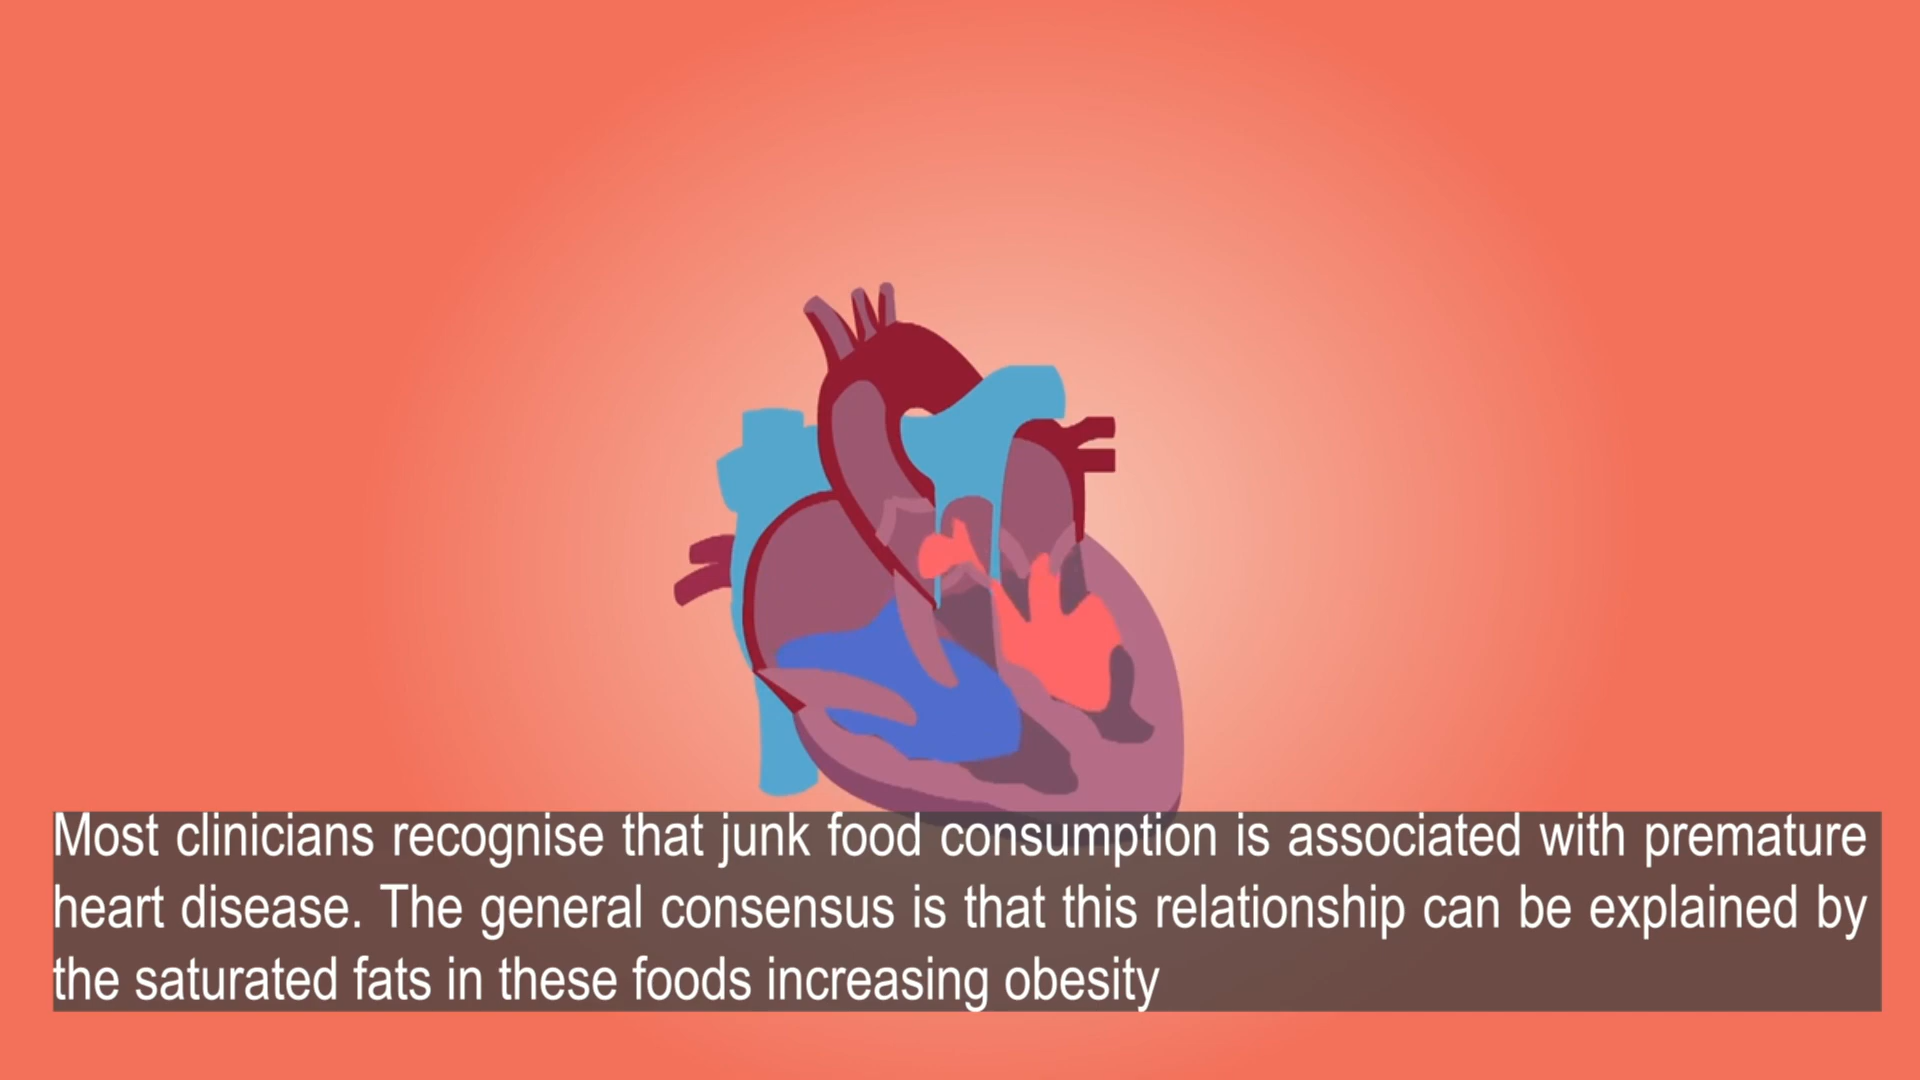 Most clinicians recognise that junk food consumption is associated with premature
heart disease. The general consensus is that this relationship can be explained by
the saturated fats in these foods increasing obesity